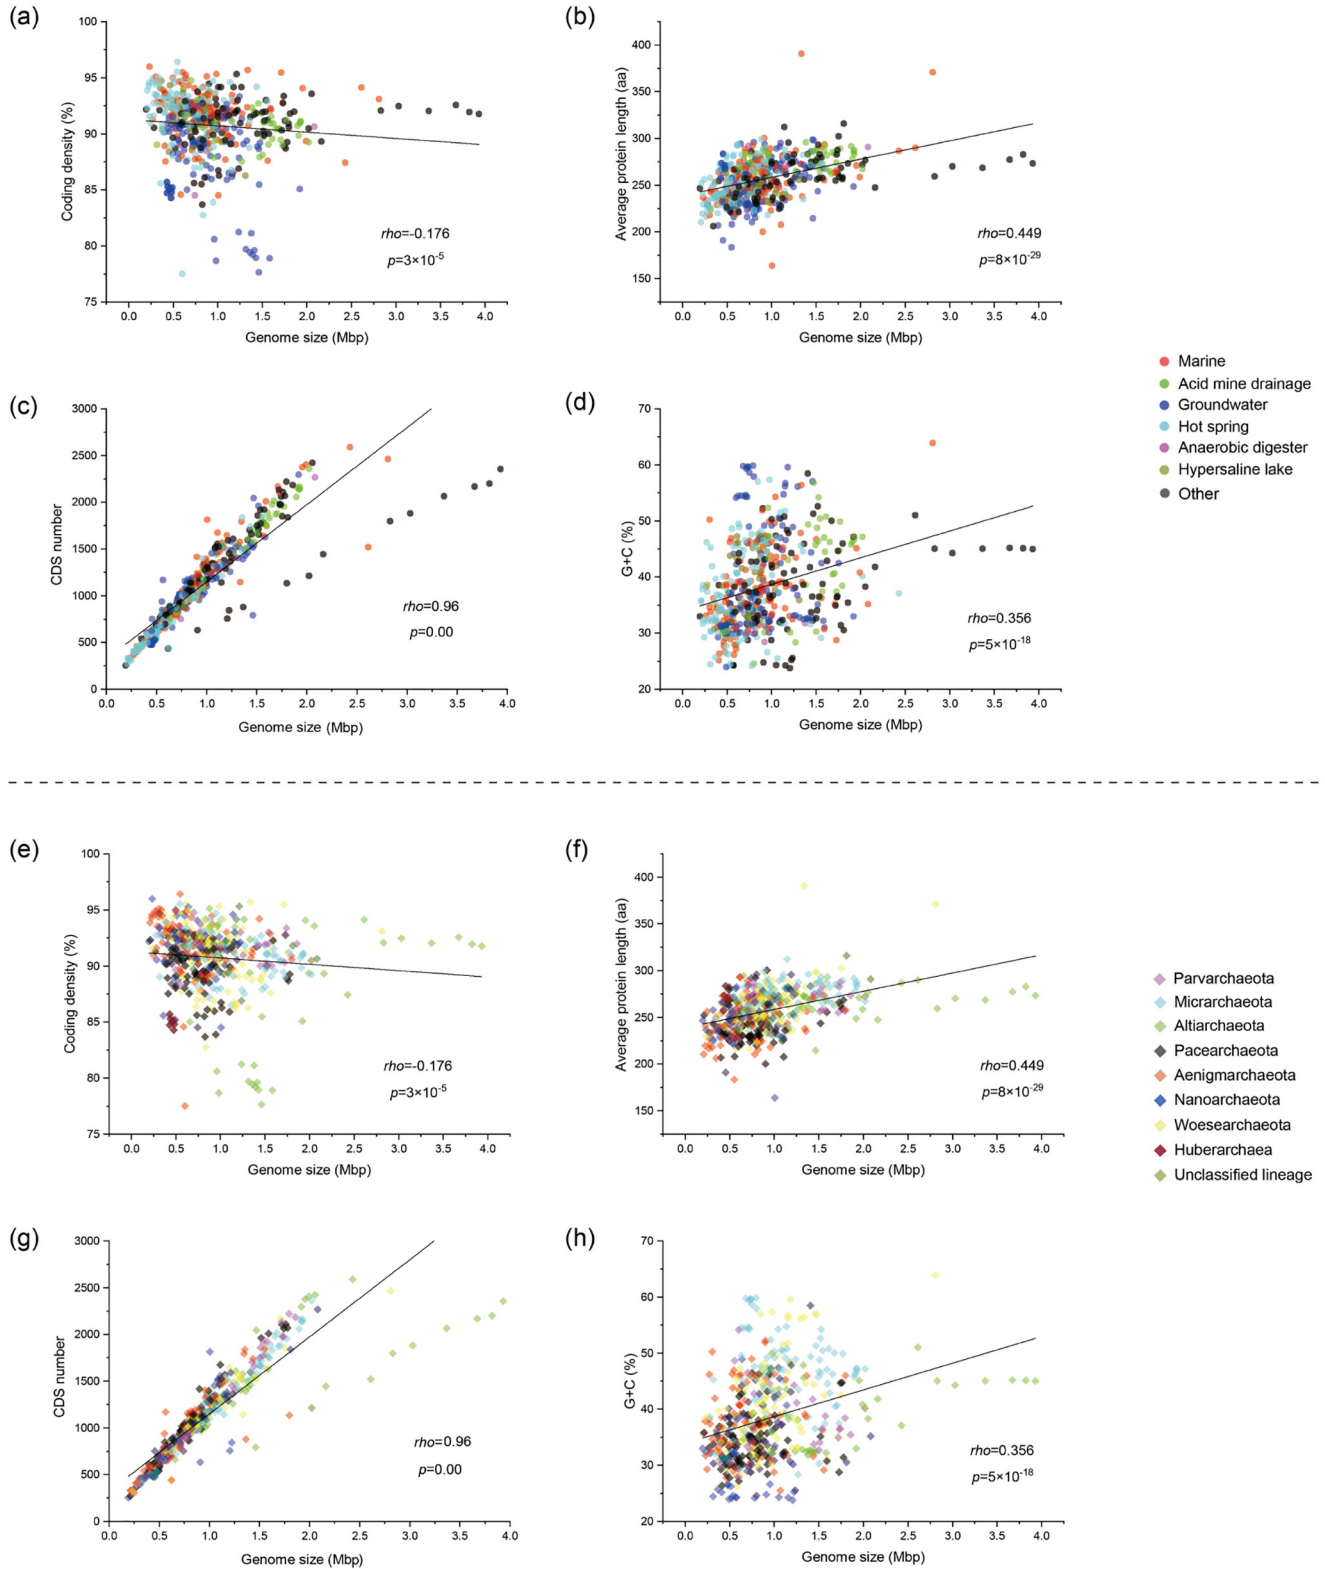 (a)
100
95
90
85
80
75
Coding density (%)
rho=-0.176
p=3×10-5
0.0 0.5 1.0 1.5 2.0 2.5 3.0 3.5 4.0
Genome size (Mbp)
(b)
400
350
300
250
200
150
Average protein length (aa)
rho=0.449
p=8×10-29
0.0 0.5 1.0 1.5 2.0 2.5 3.0 3.5 4.0
Genome size (Mbp)
Marine
Acid mine drainage
Groundwater
Hot spring
Anaerobic digester
Hypersaline lake
Other
(c)
3000
2500
2000
1500
1000
500
0
CDS number
rho=0.96
p=0.00
0.0 0.5 1.0 1.5 2.0 2.5 3.0 3.5 4.0
Genome size (Mbp)
(d)
70
60
50
40
30
20
G+C (%)
rho=0.356
p=5×10-18
0.0 0.5 1.0 1.5 2.0 2.5 3.0 3.5 4.0
Genome size (Mbp)
(e)
100
95
90
85
80
75
Coding density (%)
rho=-0.176
p=3×10-5
0.0 0.5 1.0 1.5 2.0 2.5 3.0 3.5 4.0
Genome size (Mbp)
(f)
400
350
300
250
200
150
Average protein length (aa)
rho=0.449
p=8×10-29
0.0 0.5 1.0 1.5 2.0 2.5 3.0 3.5 4.0
Genome size (Mbp)
Parvarchaeota
Micrarchaeota
Altiarchaeota
Pacearchaeota
Aenigmarchaeota
Nanoarchaeota
Woesearchaeota
Huberarchaea
Unclassified lineage
(g)
3000
2500
2000
1500
1000
500
0
CDS number
rho=0.96
p=0.00
0.0 0.5 1.0 1.5 2.0 2.5 3.0 3.5 4.0
Genome size (Mbp)
(h)
70
60
50
40
30
20
G+C (%)
rho=0.356
p=5×10-18
0.0 0.5 1.0 1.5 2.0 2.5 3.0 3.5 4.0
Genome size (Mbp)